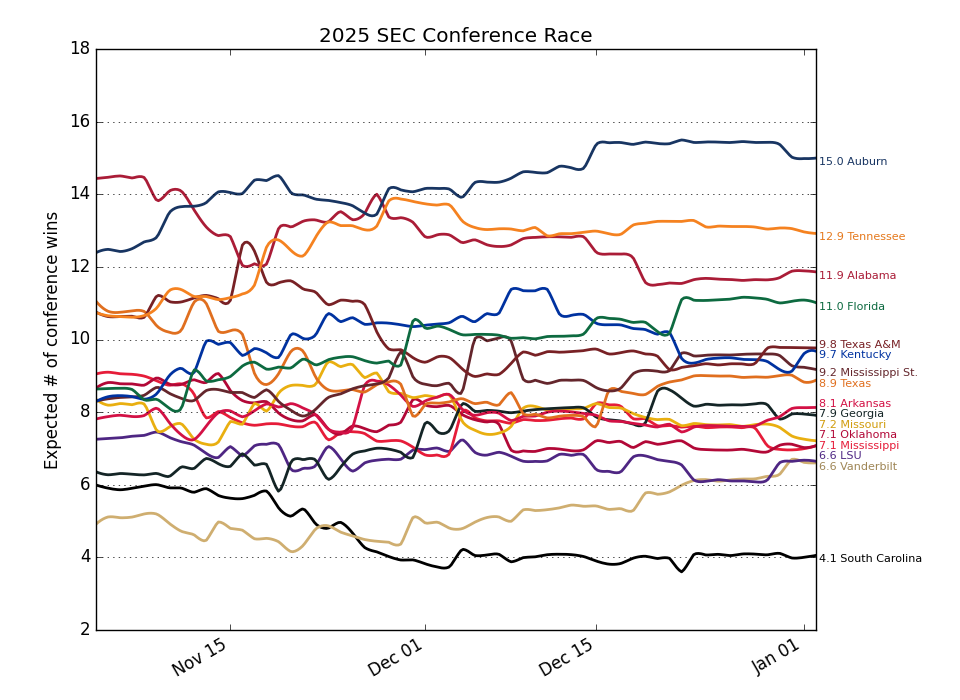 2025 SEC Conference Race
Expected # of conference wins
18
16
14
12
10
8
6
4
2
Nov 15
Dec 01
Dec 15
Jan 01
15.0 Auburn
12.9 Tennessee
11.9 Alabama
11.0 Florida
9.8 Texas A&M
9.7 Kentucky
9.2 Mississippi St.
8.9 Texas
8.1 Arkansas
7.9 Georgia
7.2 Missouri
7.1 Oklahoma
7.1 Mississippi
6.6 LSU
6.6 Vanderbilt
4.1 South Carolina